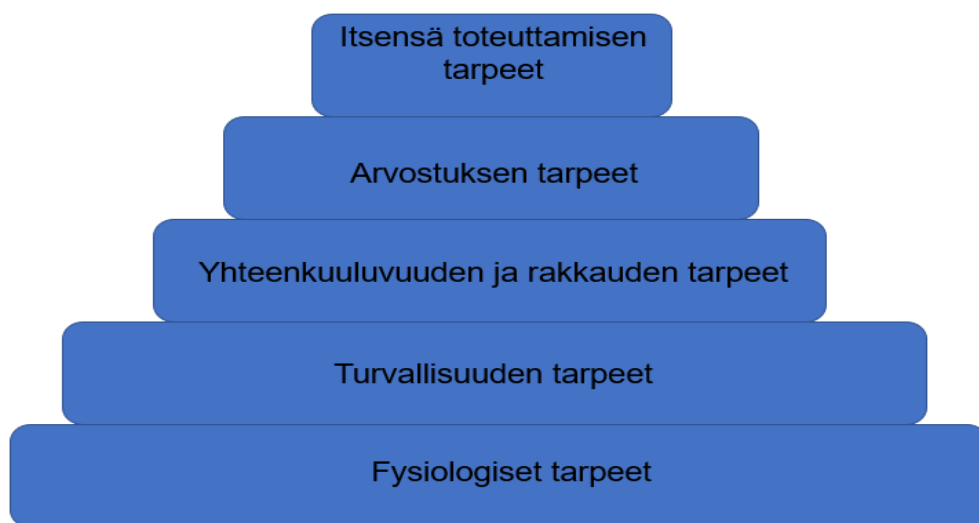 Itsensä toteuttamisen
tarpeet
Arvostuksen tarpeet
Yhteenkuuluvuuden ja rakkauden tarpeet
Turvallisuuden tarpeet
Fysiologiset tarpeet